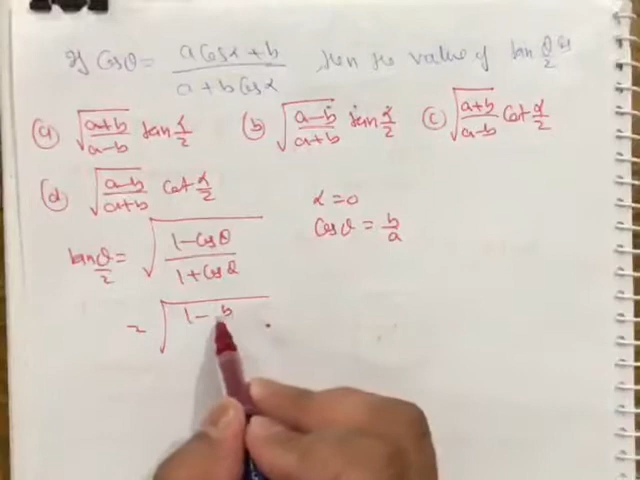 If Cosθ = (a Cosα + b)/(a + b Cosα) then the value of tan θ/2 is
(a) √((a+b)/(a-b)) tan α/2 (b) √((a-b)/(a+b)) tan α/2 (c) √((a+b)/(a-b)) Cot α/2
(d) √((a-b)/(a+b)) Cot α/2
α = 0
Cosθ = b/a
tan θ/2 = √((1-Cosθ)/(1+Cosθ))
= √(1 - b